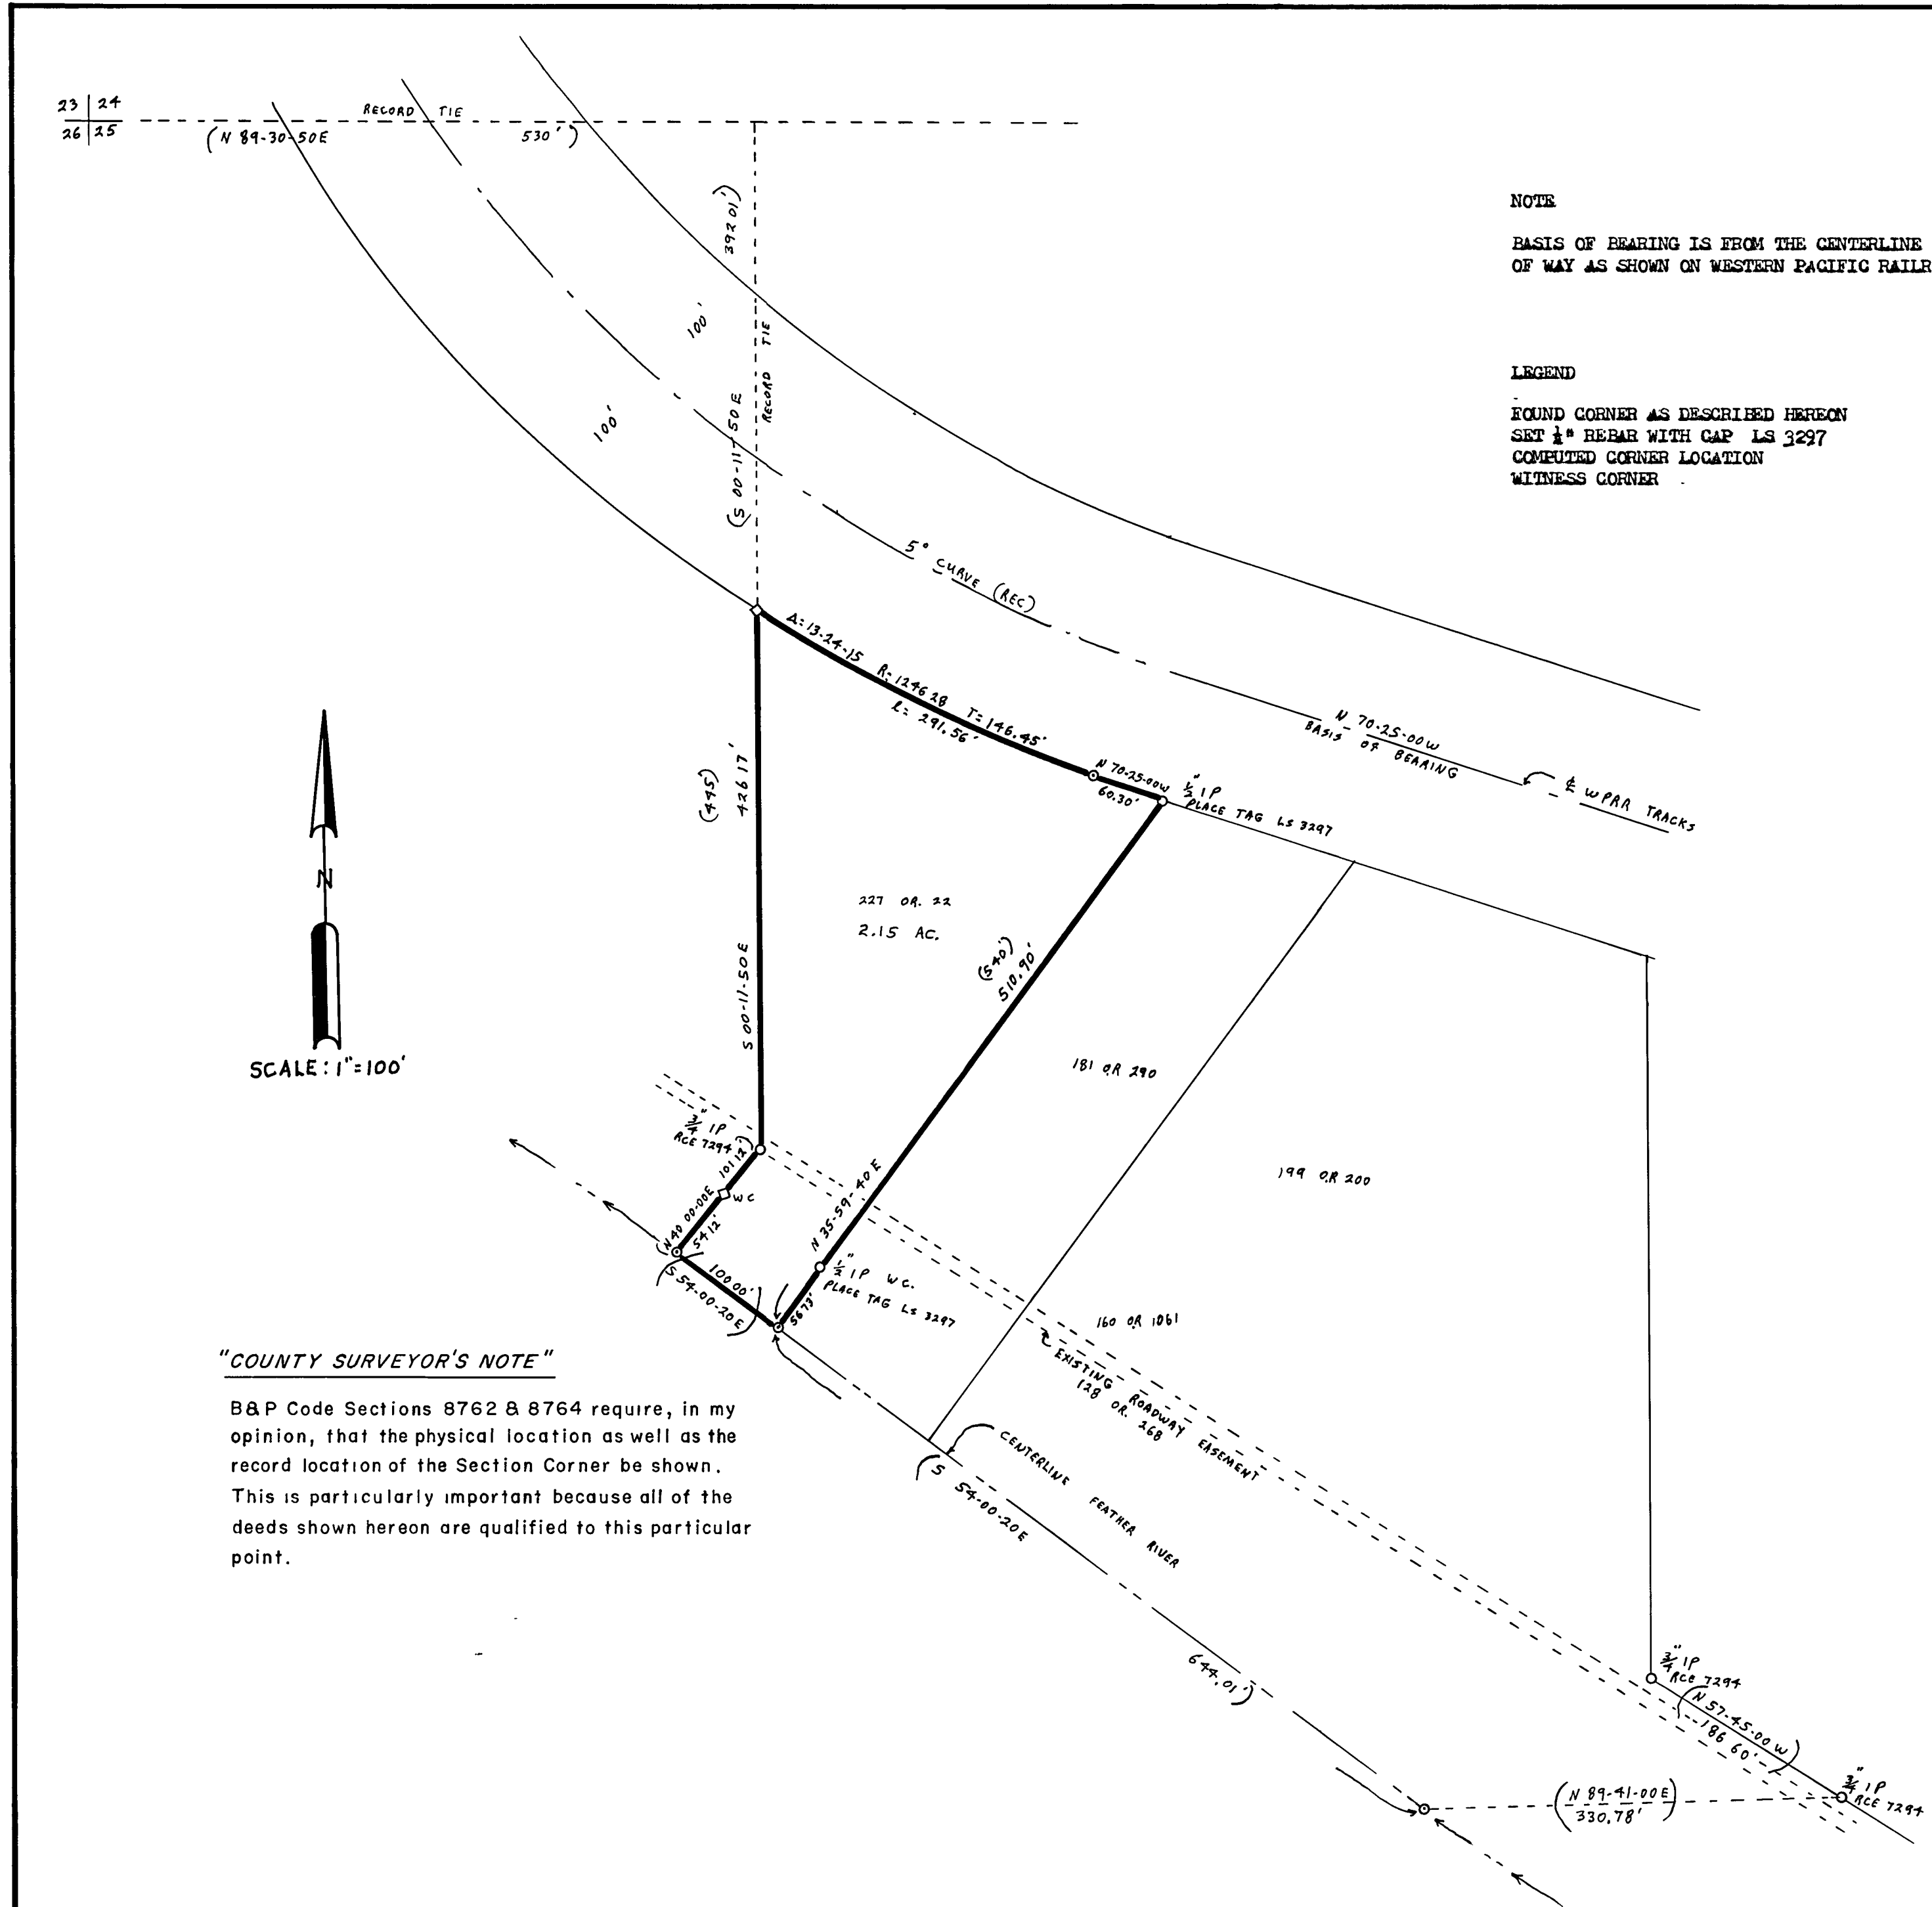 23 | 24
26 | 25
RECORD TIE
(N 89-30-50E 530')
392 01')
RECORD TIE
(S 00-11-50 E
100'
100'
NOTE
BASIS OF BEARING IS FROM THE CENTERLINE
OF WAY AS SHOWN ON WESTERN PACIFIC RAILR
LEGEND
FOUND CORNER AS DESCRIBED HEREON
SET ½" REBAR WITH CAP LS 3297
COMPUTED CORNER LOCATION
WITNESS CORNER
5° CURVE (REC)
Δ= 13-24-15 R= 1246 28 T= 146.45'
L= 291.56'
N 70-25-00W
BASIS OF BEARING
℄ WPRR TRACKS
N 70-25-00W
60.30'
½" IP
PLACE TAG LS 3297
(495)
426 17'
S 00-11-50E
227 OR. 22
2.15 AC.
(540')
510.90'
N 35-59-40 E
N
SCALE: 1"=100'
181 OR 290
199 OR 200
¾" IP
RCE 7294
(N 40 00-00E 101 12')
54 12'
WC
100 00'
(S 54-00-20E)
56 73'
½" IP WC.
PLACE TAG LS 3297
160 OR 1061
EXISTING ROADWAY EASEMENT
128 OR. 268
"COUNTY SURVEYOR'S NOTE"
B&P Code Sections 8762 & 8764 require, in my
opinion, that the physical location as well as the
record location of the Section Corner be shown.
This is particularly important because all of the
deeds shown hereon are qualified to this particular
point.
CENTERLINE FEATHER RIVER
(S 54-00-20E
644.01')
¾" IP
RCE 7294
(N 57-45-00 W)
186 60'
¾" IP
RCE 7294
(N 89-41-00E)
330.78'